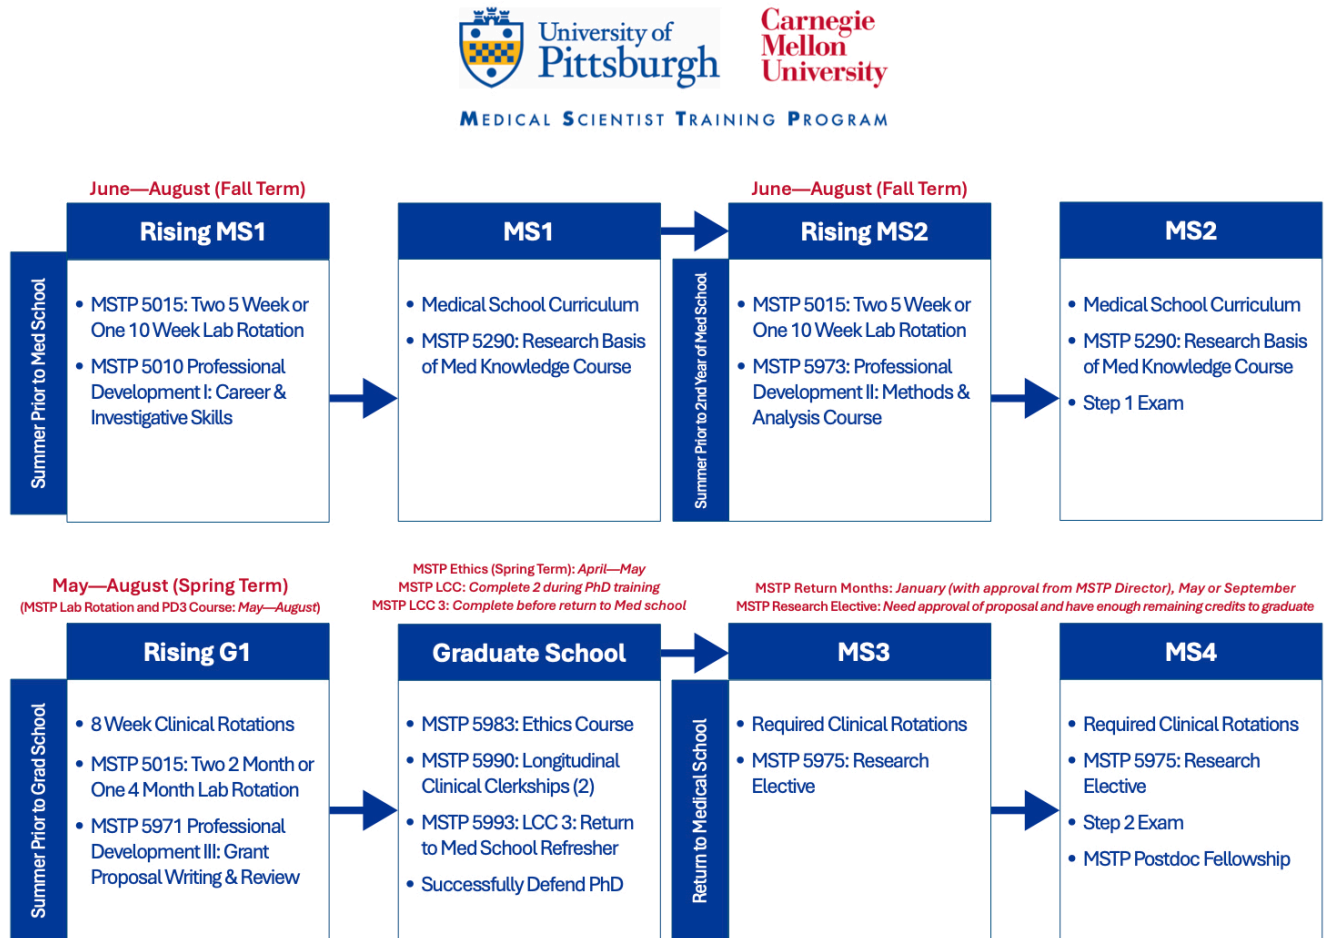 University of
Pittsburgh
Carnegie
Mellon
University
MEDICAL SCIENTIST TRAINING PROGRAM
June—August (Fall Term)
Rising MS1
Summer Prior to Med School
• MSTP 5015: Two 5 Week or
One 10 Week Lab Rotation
• MSTP 5010 Professional
Development I: Career &
Investigative Skills
MS1
• Medical School Curriculum
• MSTP 5290: Research Basis
of Med Knowledge Course
June—August (Fall Term)
Rising MS2
Summer Prior to 2nd Year of Med School
• MSTP 5015: Two 5 Week or
One 10 Week Lab Rotation
• MSTP 5973: Professional
Development II: Methods &
Analysis Course
MS2
• Medical School Curriculum
• MSTP 5290: Research Basis
of Med Knowledge Course
• Step 1 Exam
May—August (Spring Term)
(MSTP Lab Rotation and PD3 Course: May—August)
Rising G1
Summer Prior to Grad School
• 8 Week Clinical Rotations
• MSTP 5015: Two 2 Month or
One 4 Month Lab Rotation
• MSTP 5971 Professional
Development III: Grant
Proposal Writing & Review
MSTP Ethics (Spring Term): April—May
MSTP LCC: Complete 2 during PhD training
MSTP LCC 3: Complete before return to Med school
Graduate School
• MSTP 5983: Ethics Course
• MSTP 5990: Longitudinal
Clinical Clerkships (2)
• MSTP 5993: LCC 3: Return
to Med School Refresher
• Successfully Defend PhD
MSTP Return Months: January (with approval from MSTP Director), May or September
MSTP Research Elective: Need approval of proposal and have enough remaining credits to graduate
MS3
Return to Medical School
• Required Clinical Rotations
• MSTP 5975: Research
Elective
MS4
• Required Clinical Rotations
• MSTP 5975: Research
Elective
• Step 2 Exam
• MSTP Postdoc Fellowship